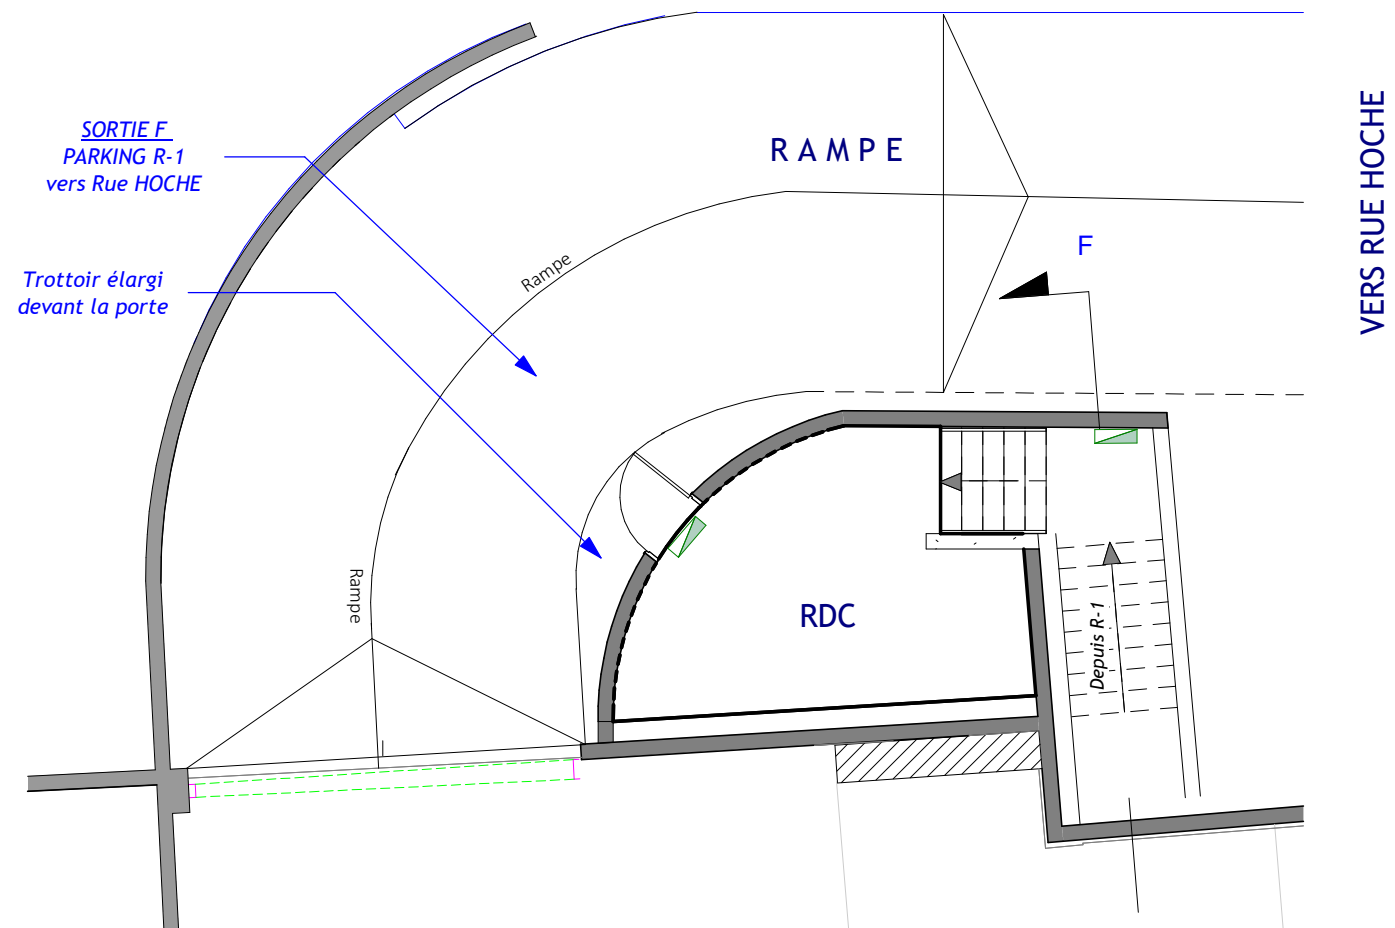 SORTIE F
PARKING R-1
vers Rue HOCHE
Trottoir élargi
devant la porte
RAMPE
Rampe
Rampe
F
RDC
Depuis R-1
VERS RUE HOCHE